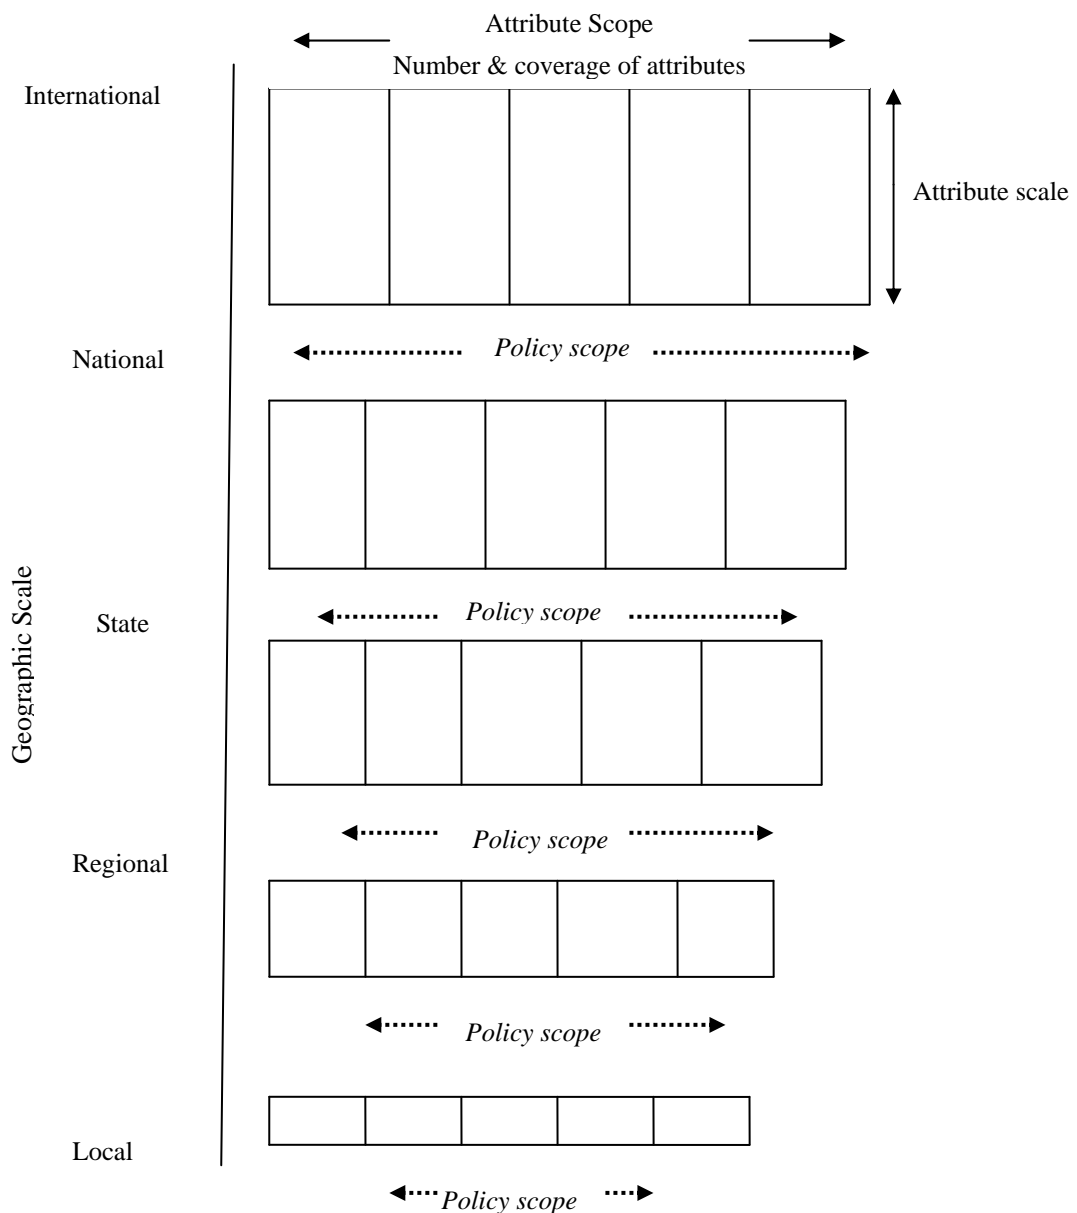 Attribute Scope
Number & coverage of attributes
International
Attribute scale
National
Policy scope
Geographic Scale
State
Policy scope
Policy scope
Regional
Policy scope
Local
Policy scope